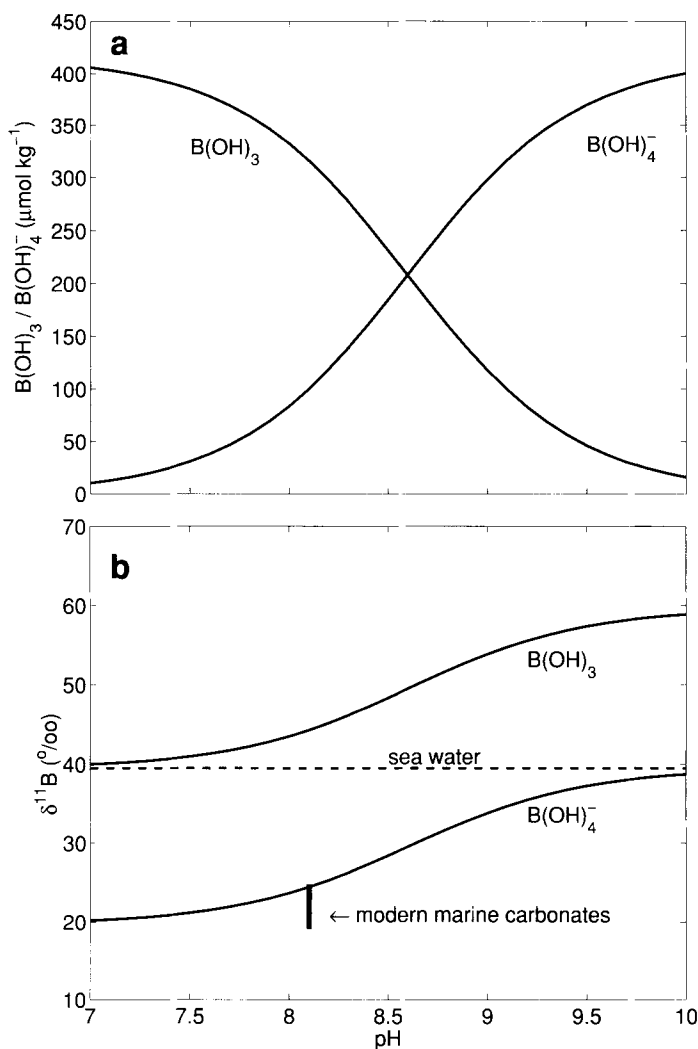 a
450
400
350
300
250
200
150
100
50
0
B(OH)₃ / B(OH)₄⁻ (μmol kg⁻¹)
B(OH)₃
B(OH)₄⁻
b
70
60
50
40
30
20
10
δ¹¹B (°/oo)
B(OH)₃
sea water
B(OH)₄⁻
← modern marine carbonates
7 7.5 8 8.5 9 9.5 10
pH